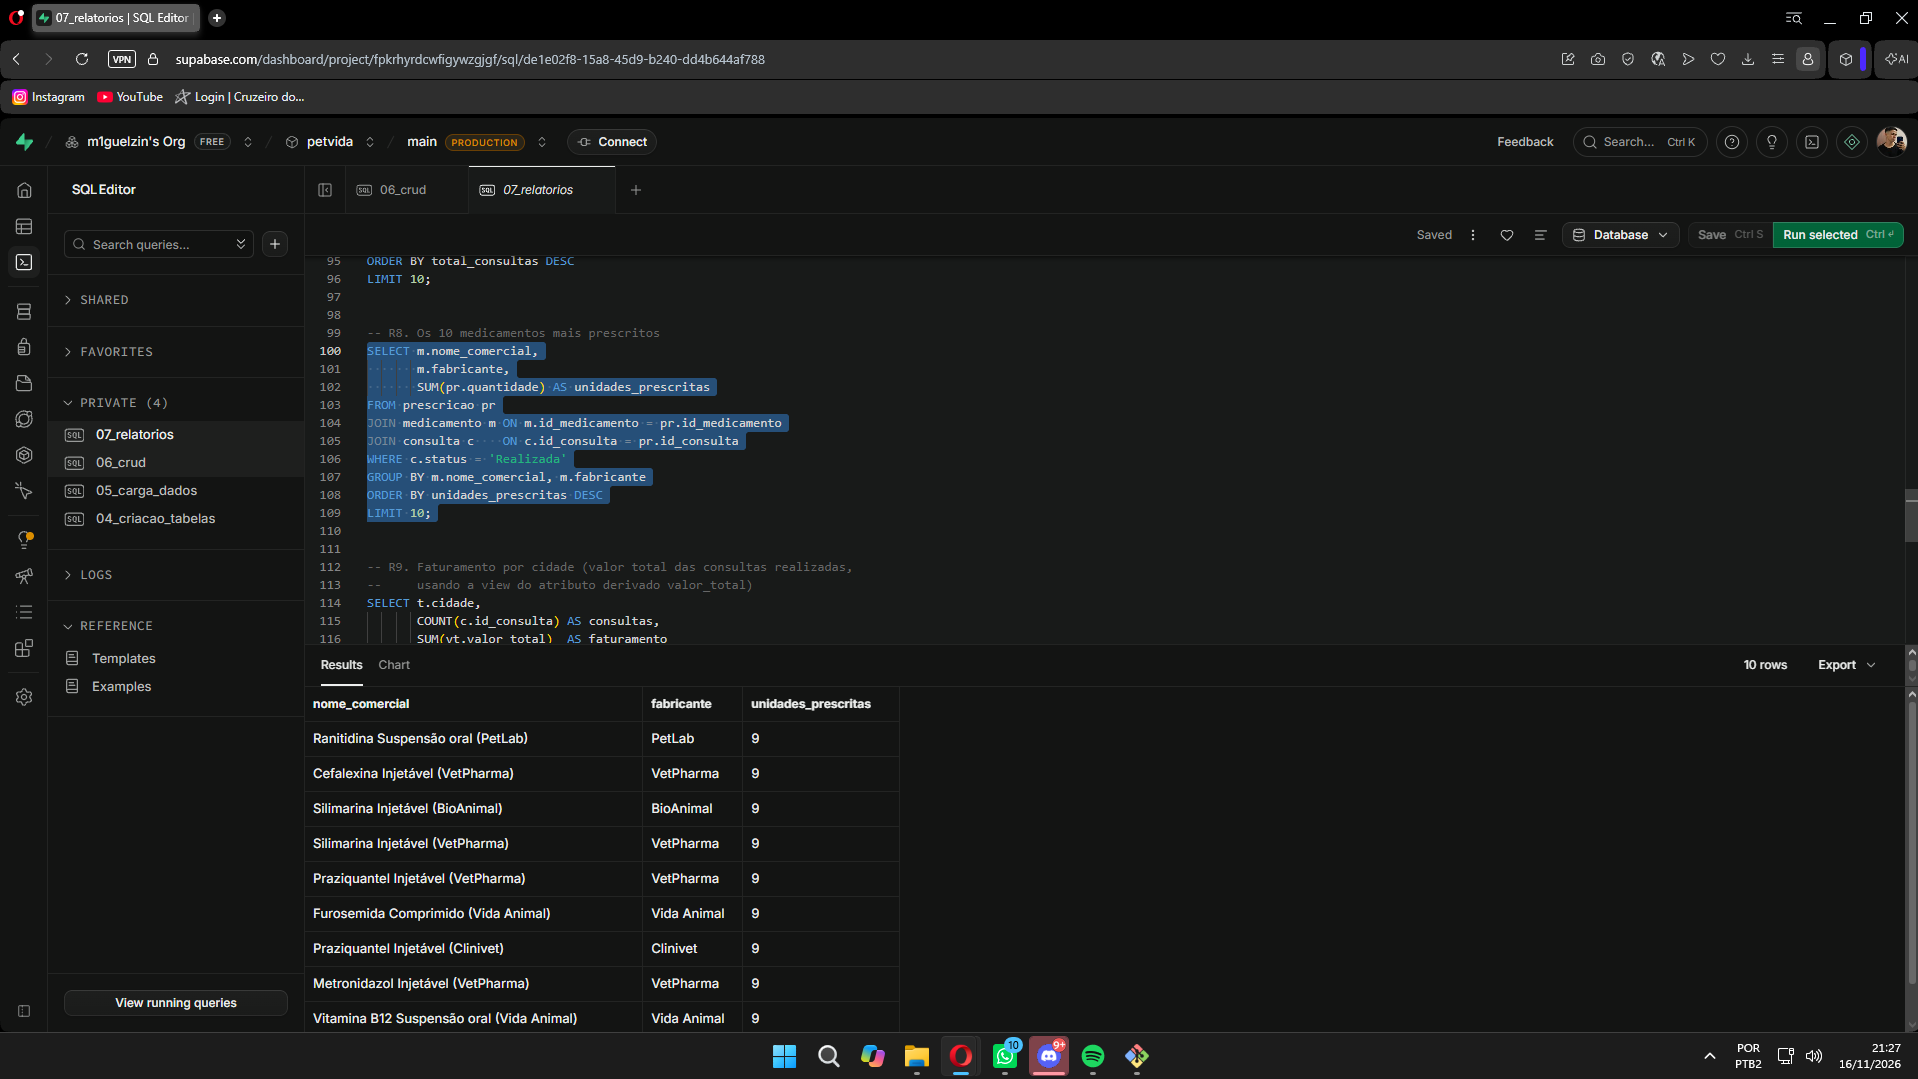 07_relatorios | SQL Editor
VPN
supabase.com/dashboard/project/fpkrhyrdcwfigywzgjgf/sql/de1e02f8-15a8-45d9-b240-dd4b644af788
AI
Instagram
YouTube
Login | Cruzeiro do...
m1guelzin's Org
FREE
petvida
main
PRODUCTION
Connect
Feedback
Search...
Ctrl K
SQL Editor
SQL 06_crud
SQL 07_relatorios
Search queries...
Saved
Database
Save Ctrl S
Run selected Ctrl
SHARED
FAVORITES
PRIVATE (4)
SQL 07_relatorios
SQL 06_crud
SQL 05_carga_dados
SQL 04_criacao_tabelas
LOGS
REFERENCE
Templates
Examples
View running queries
95 ORDER BY total_consultas DESC
96 LIMIT 10;
97
98
99 -- R8. Os 10 medicamentos mais prescritos
100 SELECT m.nome_comercial,
101 m.fabricante,
102 SUM(pr.quantidade) AS unidades_prescritas
103 FROM prescricao pr
104 JOIN medicamento m ON m.id_medicamento = pr.id_medicamento
105 JOIN consulta c ON c.id_consulta = pr.id_consulta
106 WHERE c.status = 'Realizada'
107 GROUP BY m.nome_comercial, m.fabricante
108 ORDER BY unidades_prescritas DESC
109 LIMIT 10;
110
111
112 -- R9. Faturamento por cidade (valor total das consultas realizadas,
113 -- usando a view do atributo derivado valor_total)
114 SELECT t.cidade,
115 COUNT(c.id_consulta) AS consultas,
116 SUM(vt.valor_total) AS faturamento
Results
Chart
10 rows
Export
nome_comercial fabricante unidades_prescritas
Ranitidina Suspensão oral (PetLab) PetLab 9
Cefalexina Injetável (VetPharma) VetPharma 9
Silimarina Injetável (BioAnimal) BioAnimal 9
Silimarina Injetável (VetPharma) VetPharma 9
Praziquantel Injetável (VetPharma) VetPharma 9
Furosemida Comprimido (Vida Animal) Vida Animal 9
Praziquantel Injetável (Clinivet) Clinivet 9
Metronidazol Injetável (VetPharma) VetPharma 9
Vitamina B12 Suspensão oral (Vida Animal) Vida Animal 9
10
9+
POR
PTB2
21:27
16/11/2026